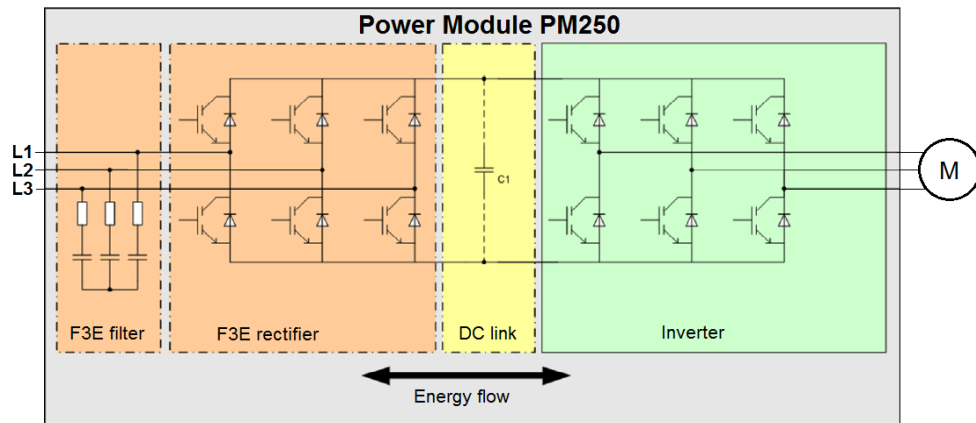 Power Module PM250
L1
L2
L3
C1
M
F3E filter
F3E rectifier
DC link
Inverter
Energy flow